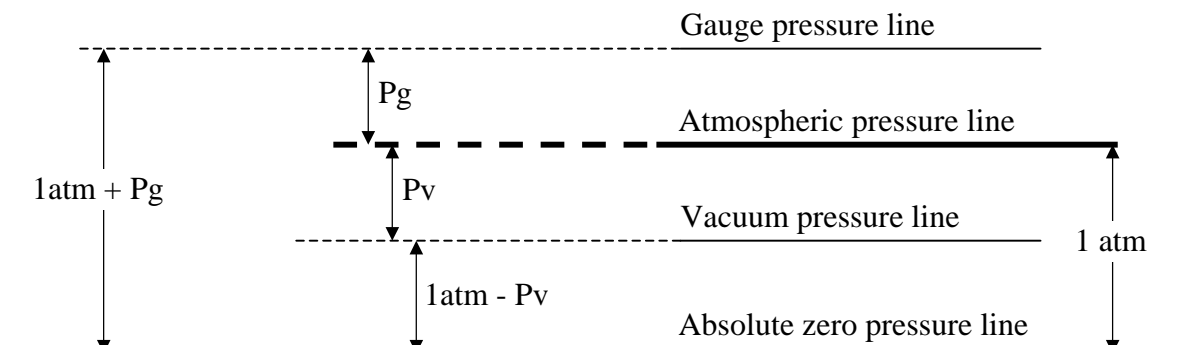 Gauge pressure line
Pg
Atmospheric pressure line
1atm + Pg
Pv
Vacuum pressure line
1 atm
1atm - Pv
Absolute zero pressure line